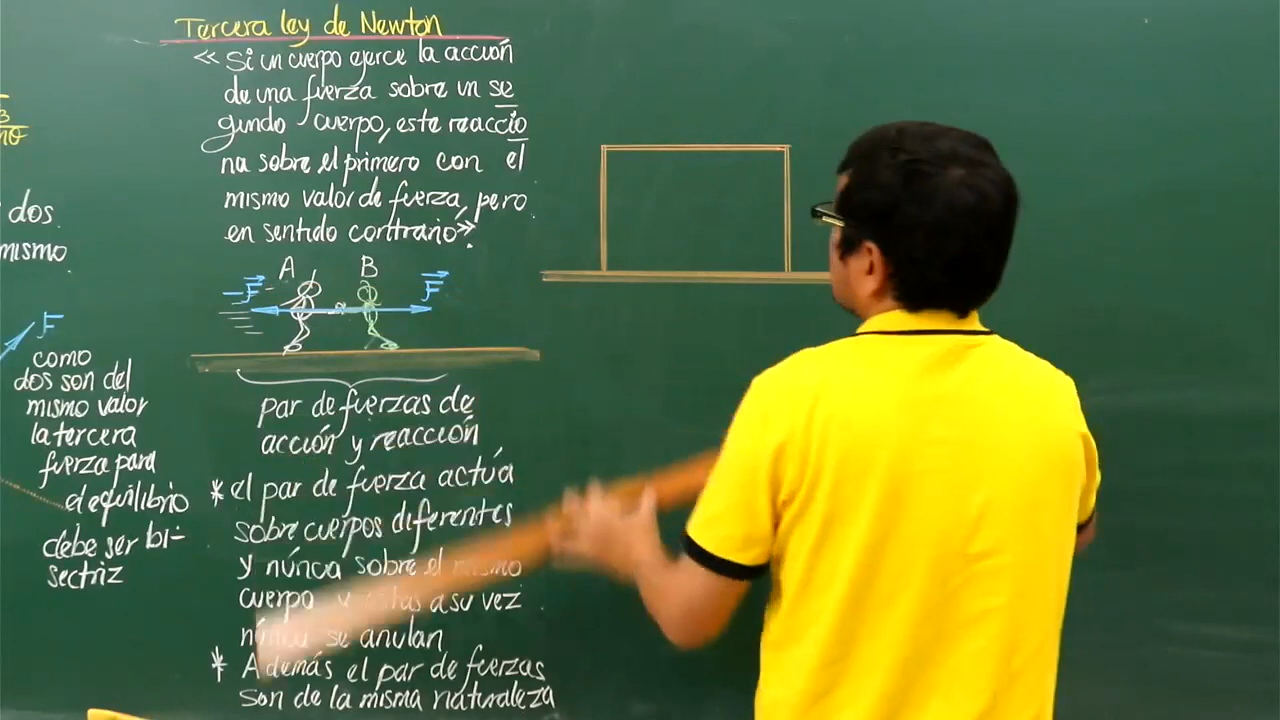 Tercera ley de Newton
« Si un cuerpo ejerce la acción
de una fuerza sobre un se
gundo cuerpo, este reaccio
na sobre el primero con el
mismo valor de fuerza, pero
en sentido contrario».
A B
-F F
par de fuerzas de
acción y reacción
* el par de fuerza actúa
sobre cuerpos diferentes
y núnca sobre el mismo
cuerpo a su vez
se anulan
* Además el par de fuerzas
son de la misma naturaleza
dos
mismo
F
como
dos son del
mismo valor
la tercera
fuerza para
el equilibrio
debe ser bi-
sectriz